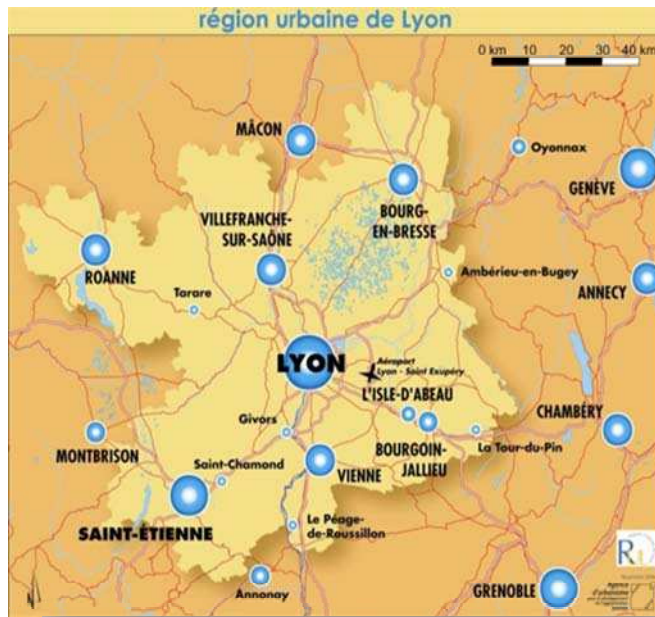 région urbaine de Lyon
0 km 10 20 30 40 km
MÂCON
Oyonnax
GENÈVE
VILLEFRANCHE-
SUR-SAÔNE
BOURG-
EN-BRESSE
ROANNE
Ambérieu-en-Bugey
ANNECY
Tarare
LYON
Aéroport
Lyon - Saint Exupéry
L'ISLE-D'ABEAU
CHAMBÉRY
Givors
MONTBRISON
BOURGOIN-
JALLIEU
La Tour-du-Pin
Saint-Chamond
VIENNE
SAINT-ÉTIENNE
Le Péage-
de-Roussillon
Annonay
GRENOBLE
Agence
d'urbanisme